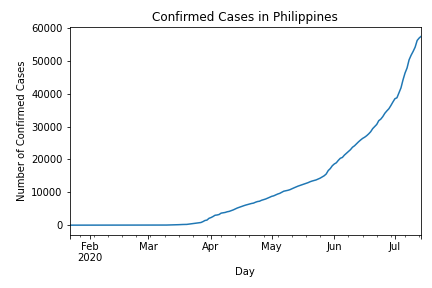 Confirmed Cases in Philippines
Number of Confirmed Cases
60000
50000
40000
30000
20000
10000
0
Feb Mar Apr May Jun Jul
2020
Day